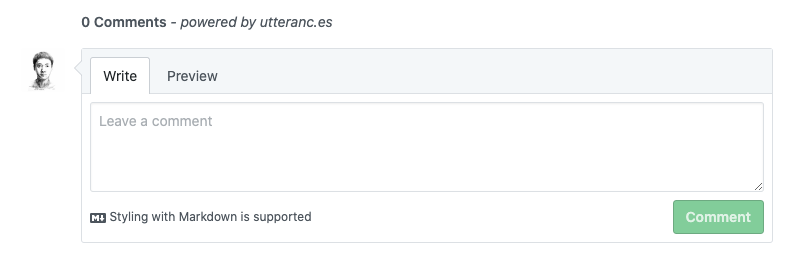 0 Comments - powered by utteranc.es
Write Preview
Leave a comment
Styling with Markdown is supported
Comment